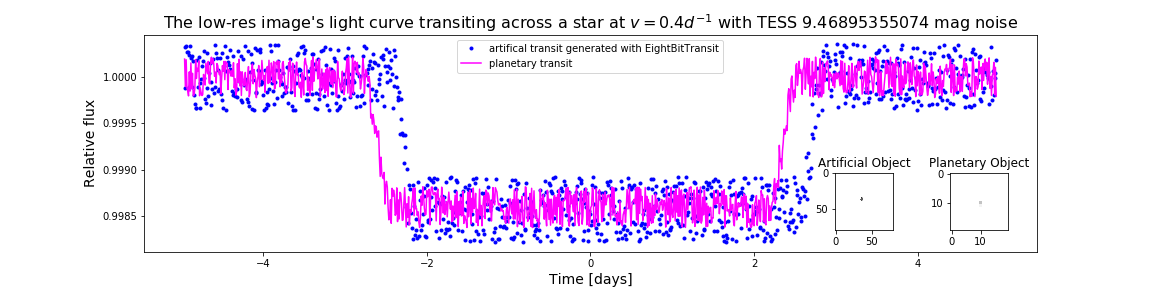 The low-res image's light curve transiting across a star at v = 0.4d⁻¹ with TESS 9.46895355074 mag noise
artifical transit generated with EightBitTransit
planetary transit
Relative flux
1.0000
0.9995
0.9990
0.9985
Artificial Object
0
50
0
50
Planetary Object
0
10
0
10
−4
−2
0
2
4
Time [days]